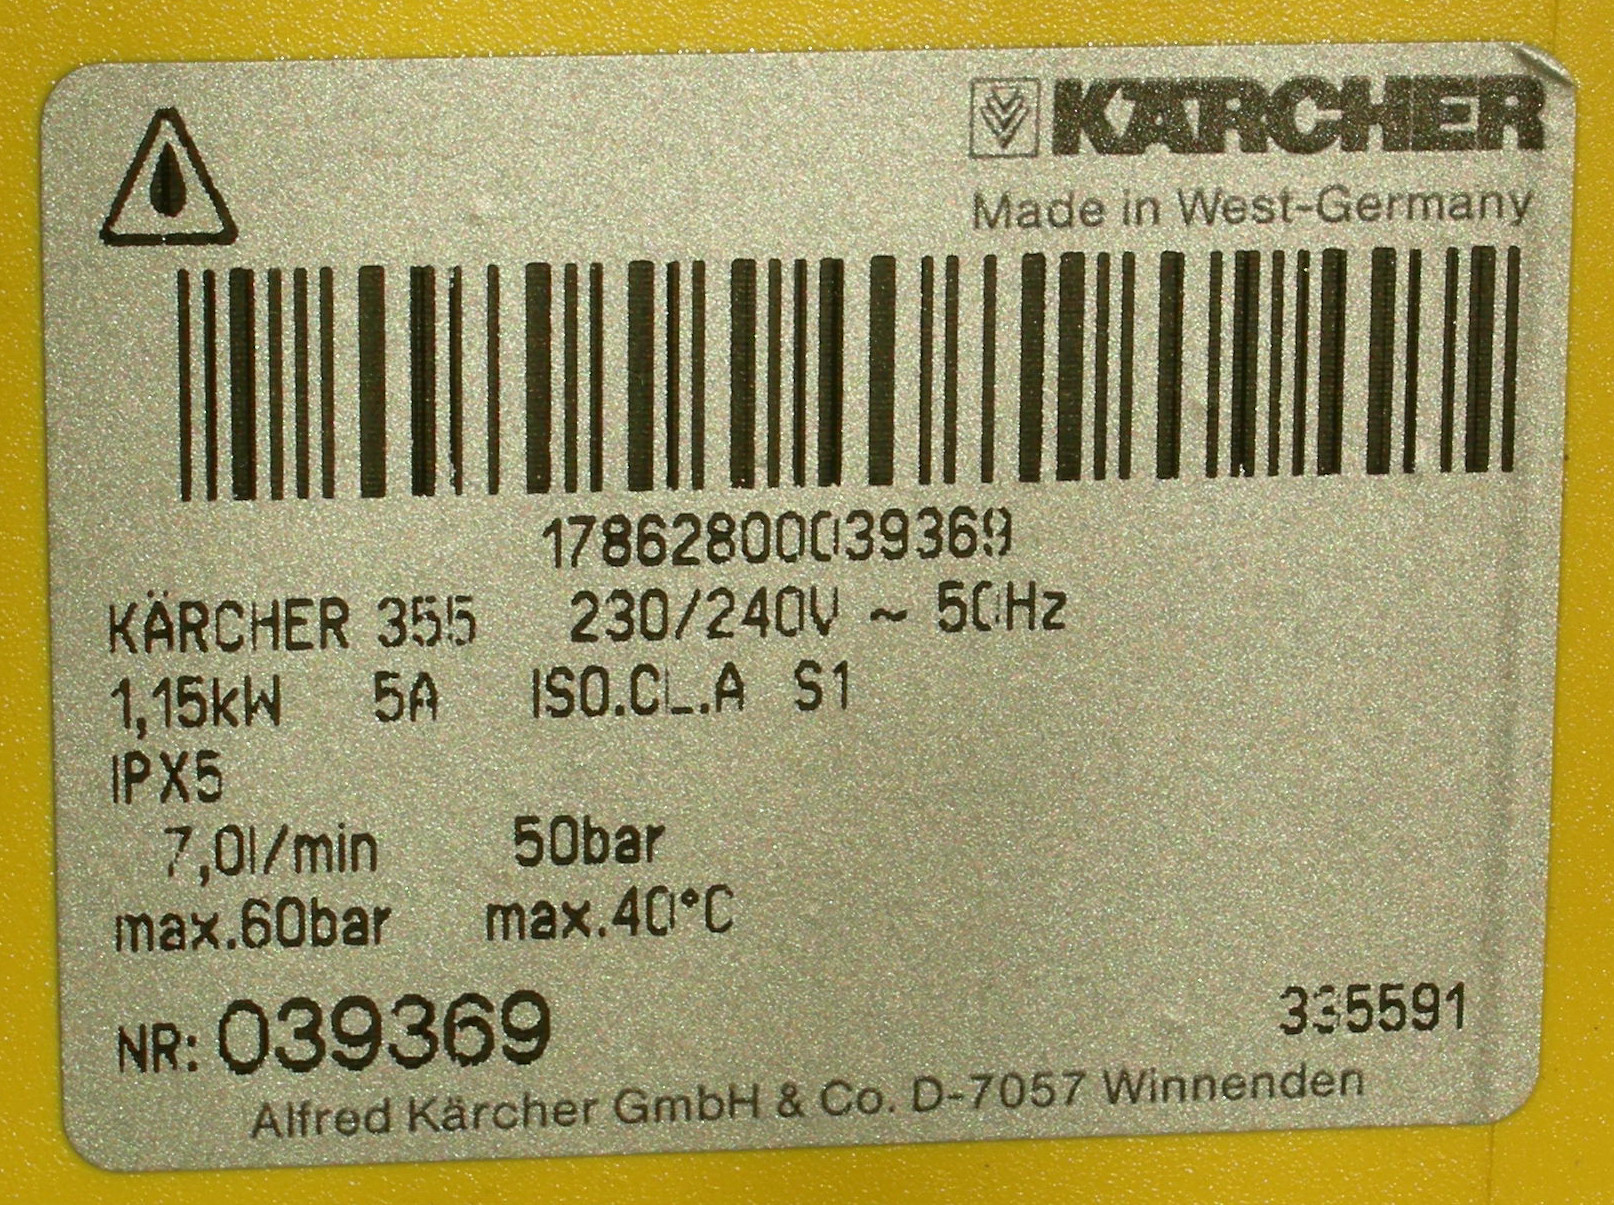 KÄRCHER
Made in West-Germany
17862800039369
KÄRCHER 355 230/240V ~ 50Hz
1,15kW 5A ISO.CL.A S1
IPX5
7,0l/min 50bar
max.60bar max.40°C
NR: 039369 335591
Alfred Kärcher GmbH & Co. D-7057 Winnenden